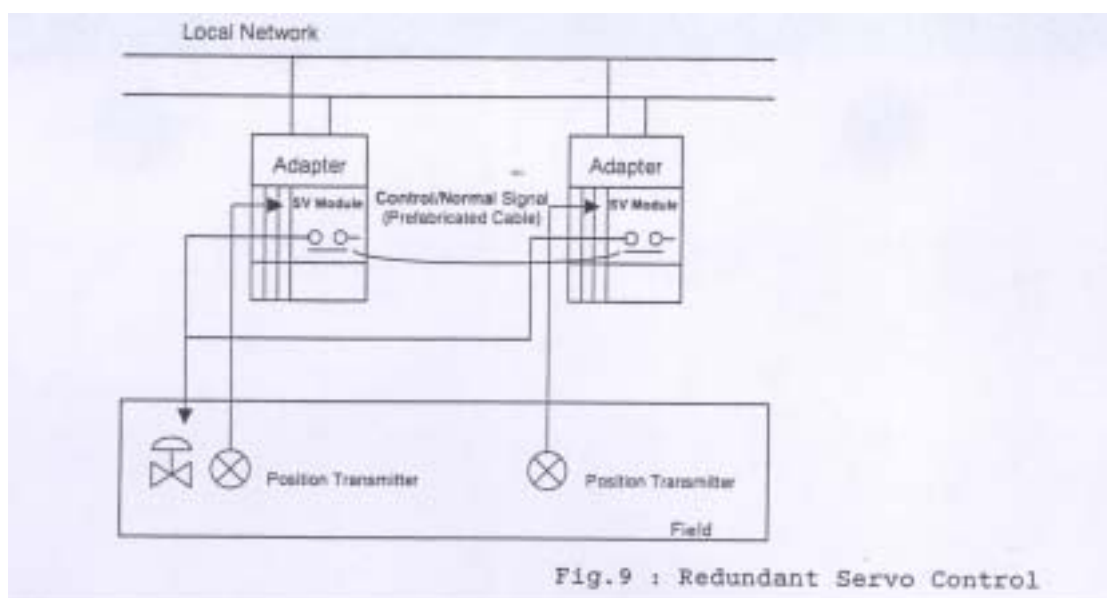 Local Network
Adapter
Adapter
SV Module
Control/Normal Signal
(Prefabricated Cable)
SV Module
Position Transmitter
Position Transmitter
Field
Fig.9 : Redundant Servo Control